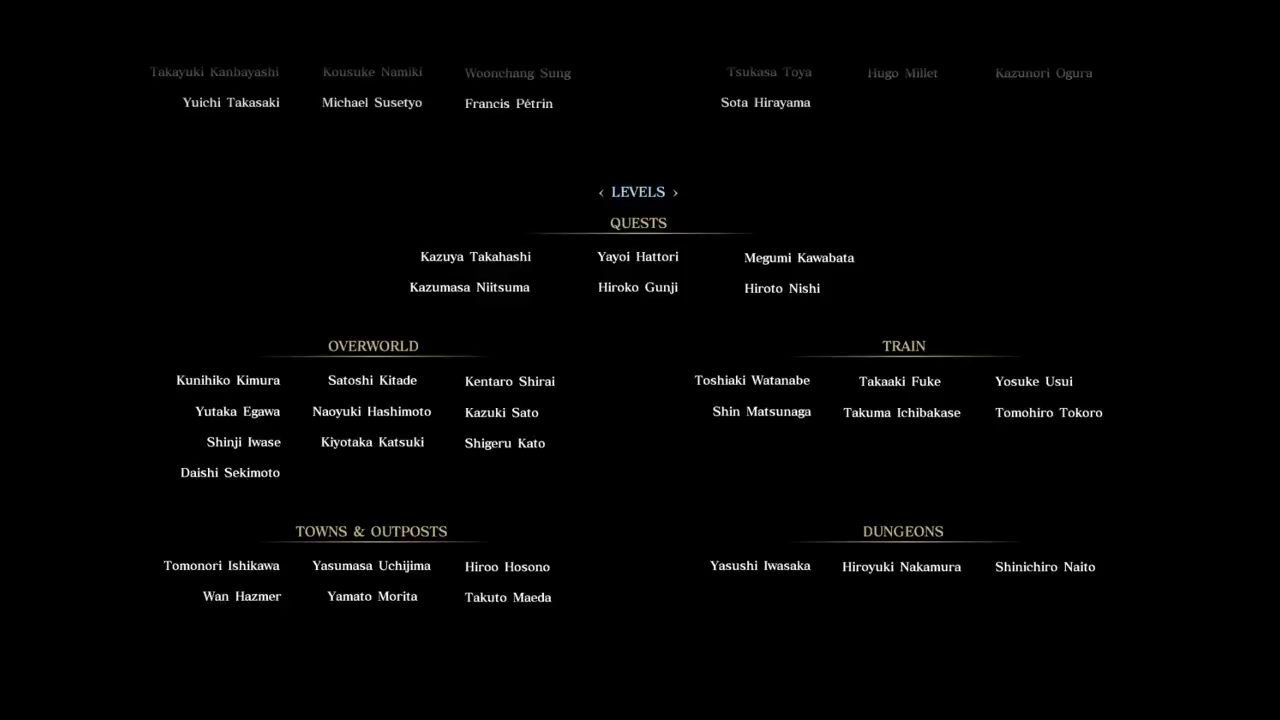 Takayuki Kanbayashi Kousuke Namiki Woonchang Sung Tsukasa Toya Hugo Millet Kazunori Ogura
Yuichi Takasaki Michael Susetyo Francis Pétrin Sota Hirayama
‹ LEVELS ›
QUESTS
Kazuya Takahashi Yayoi Hattori Megumi Kawabata
Kazumasa Niitsuma Hiroko Gunji Hiroto Nishi
OVERWORLD
Kunihiko Kimura Satoshi Kitade Kentaro Shirai
Yutaka Egawa Naoyuki Hashimoto Kazuki Sato
Shinji Iwase Kiyotaka Katsuki Shigeru Kato
Daishi Sekimoto
TRAIN
Toshiaki Watanabe Takaaki Fuke Yosuke Usui
Shin Matsunaga Takuma Ichibakase Tomohiro Tokoro
TOWNS & OUTPOSTS
Tomonori Ishikawa Yasumasa Uchijima Hiroo Hosono
Wan Hazmer Yamato Morita Takuto Maeda
DUNGEONS
Yasushi Iwasaka Hiroyuki Nakamura Shinichiro Naito